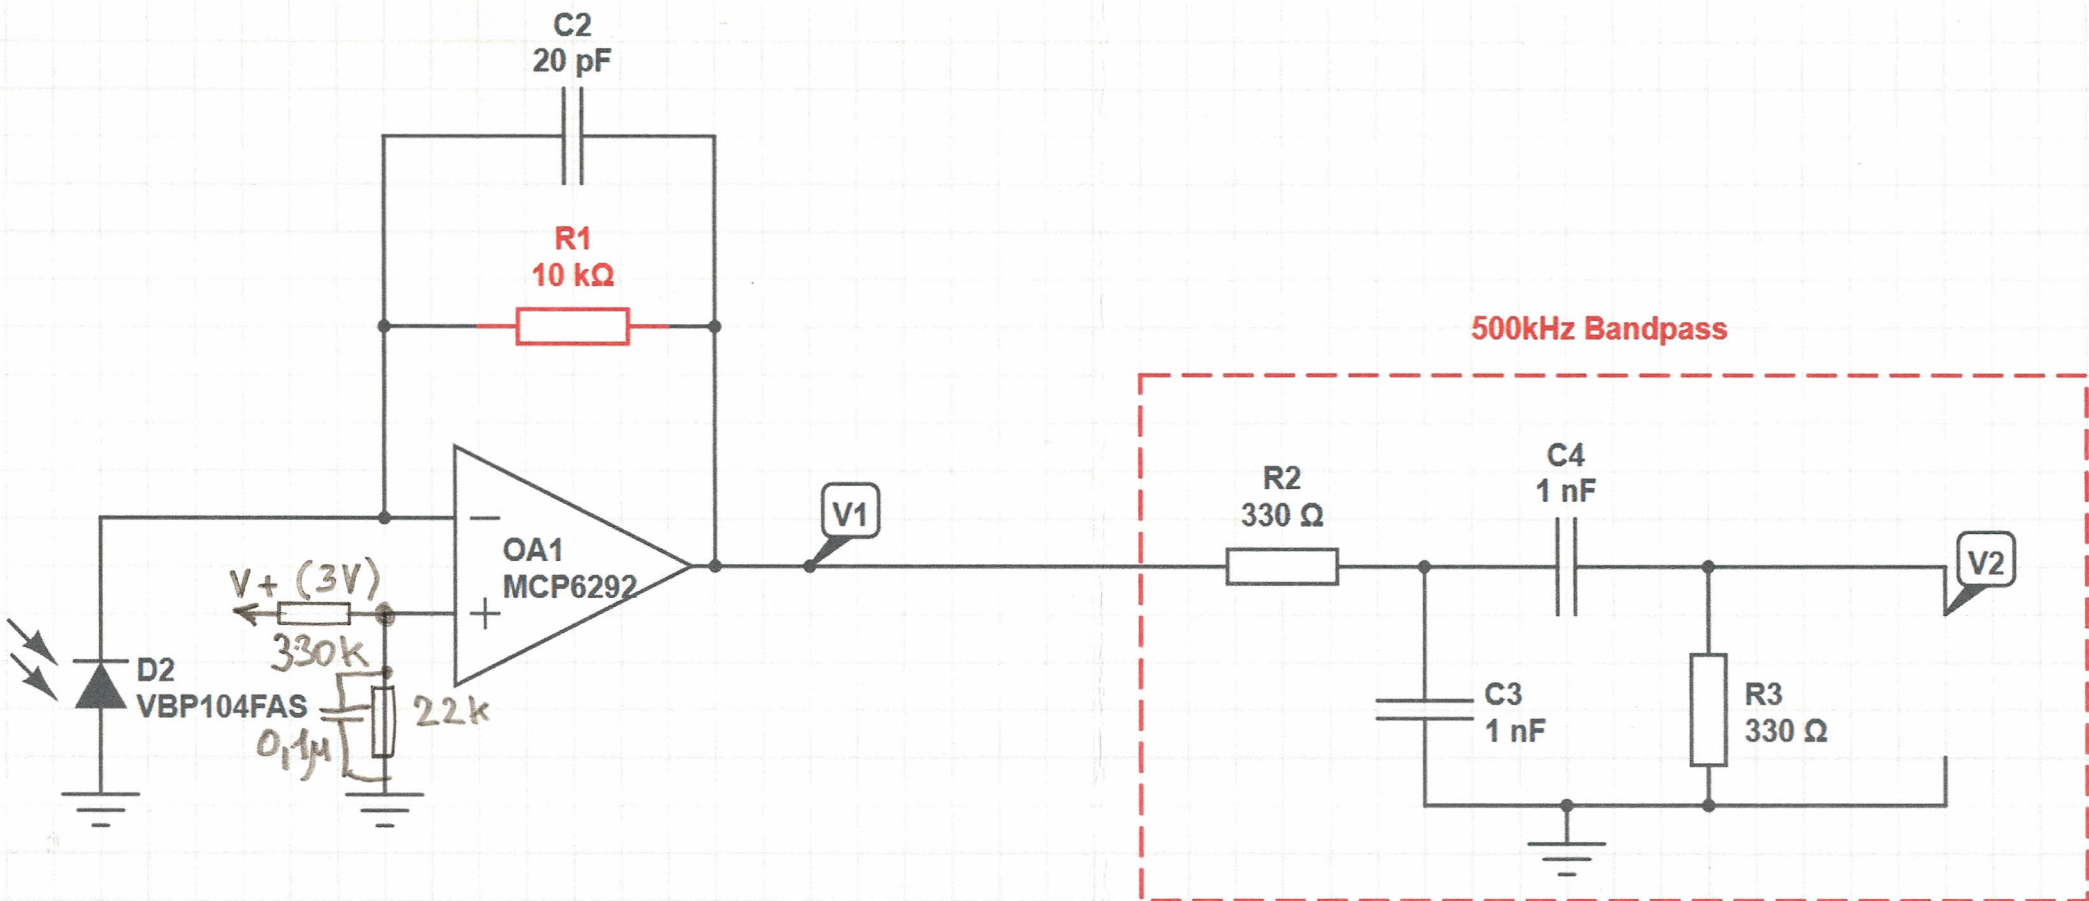 C2
20 pF
R1
10 kΩ
500kHz Bandpass
C4
1 nF
R2
330 Ω
V1
V2
OA1
MCP6292
V+ (3V)
330k
D2
VBP104FAS
22k
0,1µ
C3
1 nF
R3
330 Ω